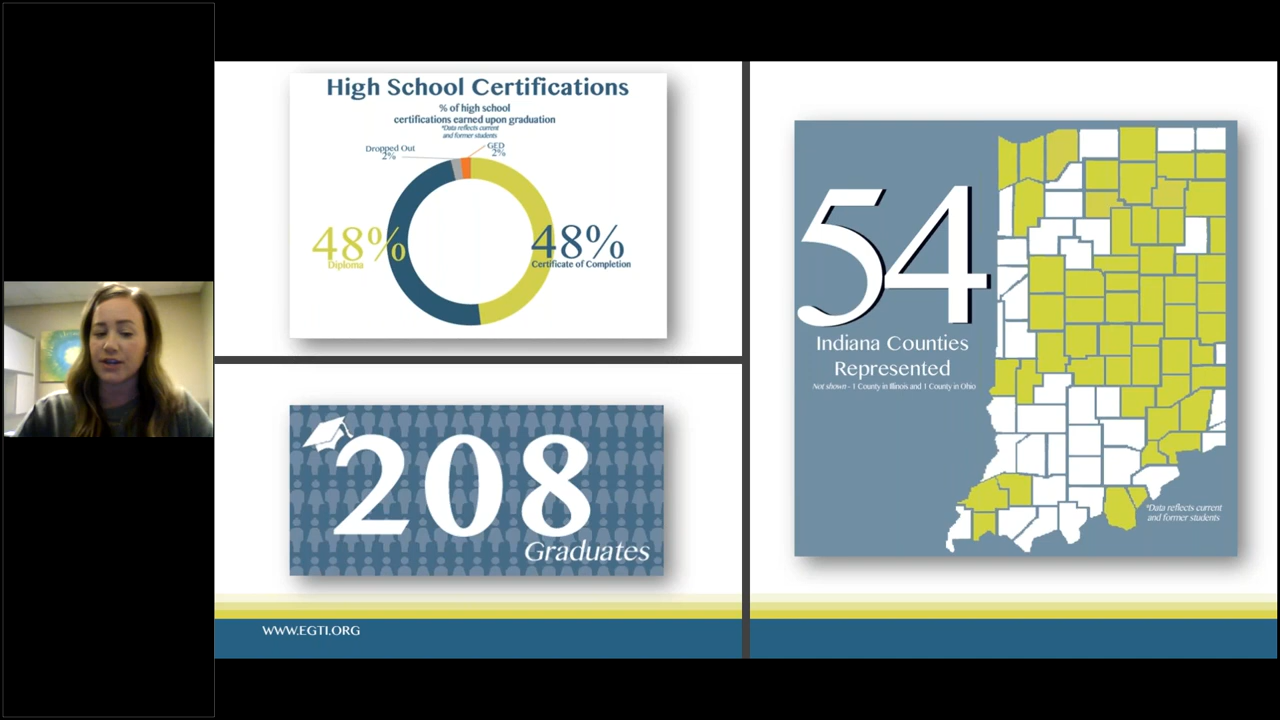 High School Certifications
% of high school
certifications earned upon graduation
*Data reflects current
and former students
Dropped Out
2%
GED
2%
48%
Diploma
48%
Certificate of Completion
208
Graduates
WWW.EGTI.ORG
54
Indiana Counties
Represented
Not shown - 1 County in Illinois and 1 County in Ohio
*Data reflects current
and former students